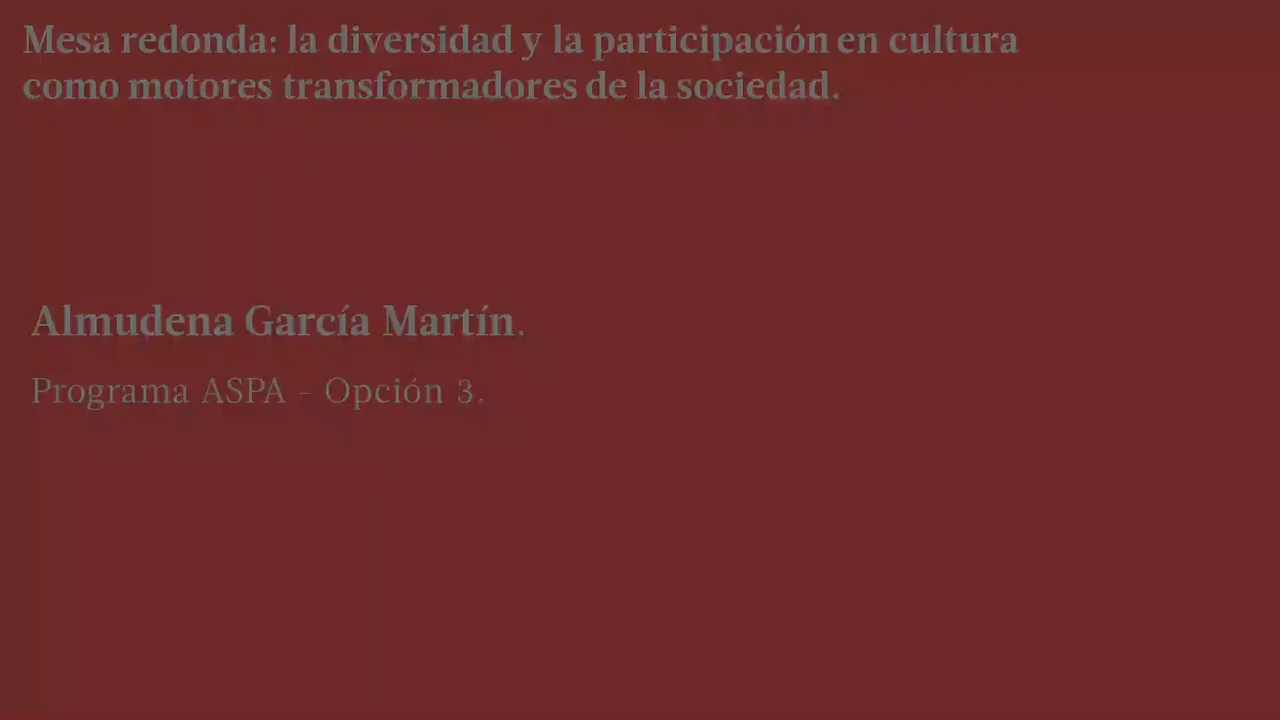 Mesa redonda: la diversidad y la participación en cultura
como motores transformadores de la sociedad.
Almudena García Martín.
Programa ASPA - Opción 3.